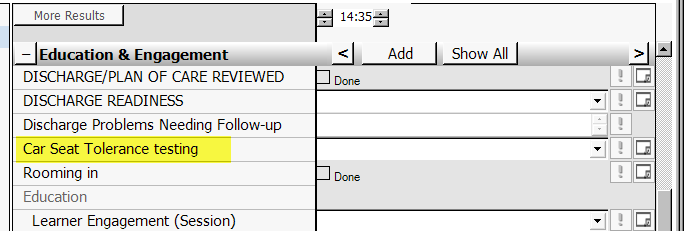 More Results 14:35
− Education & Engagement < Add Show All >
DISCHARGE/PLAN OF CARE REVIEWED Done
DISCHARGE READINESS
Discharge Problems Needing Follow-up
Car Seat Tolerance testing
Rooming in Done
Education
Learner Engagement (Session)